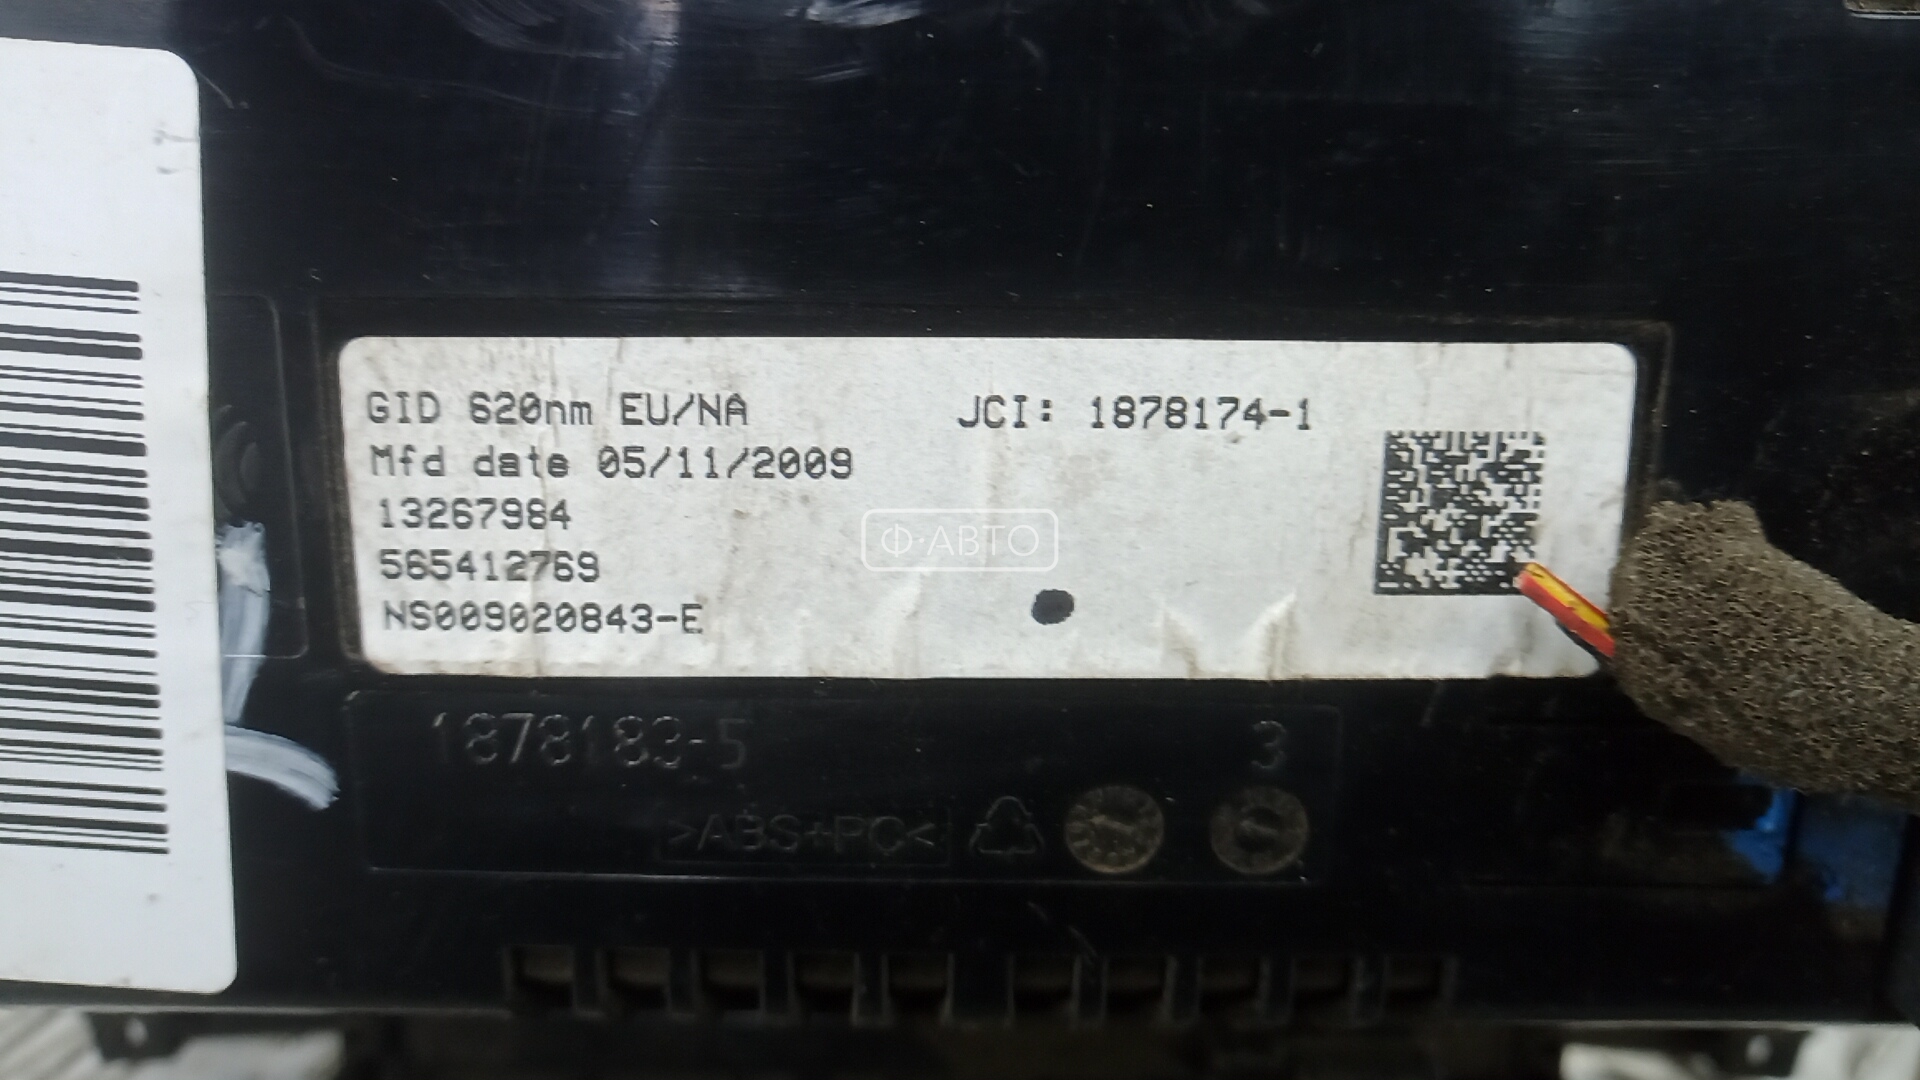 GID 620nm EU/NA
JCI: 1878174-1
Mfd date 05/11/2009
13267984
565412769
NS009020843-E
Ф·АВТО
1878183-5
3
>ABS+PC<